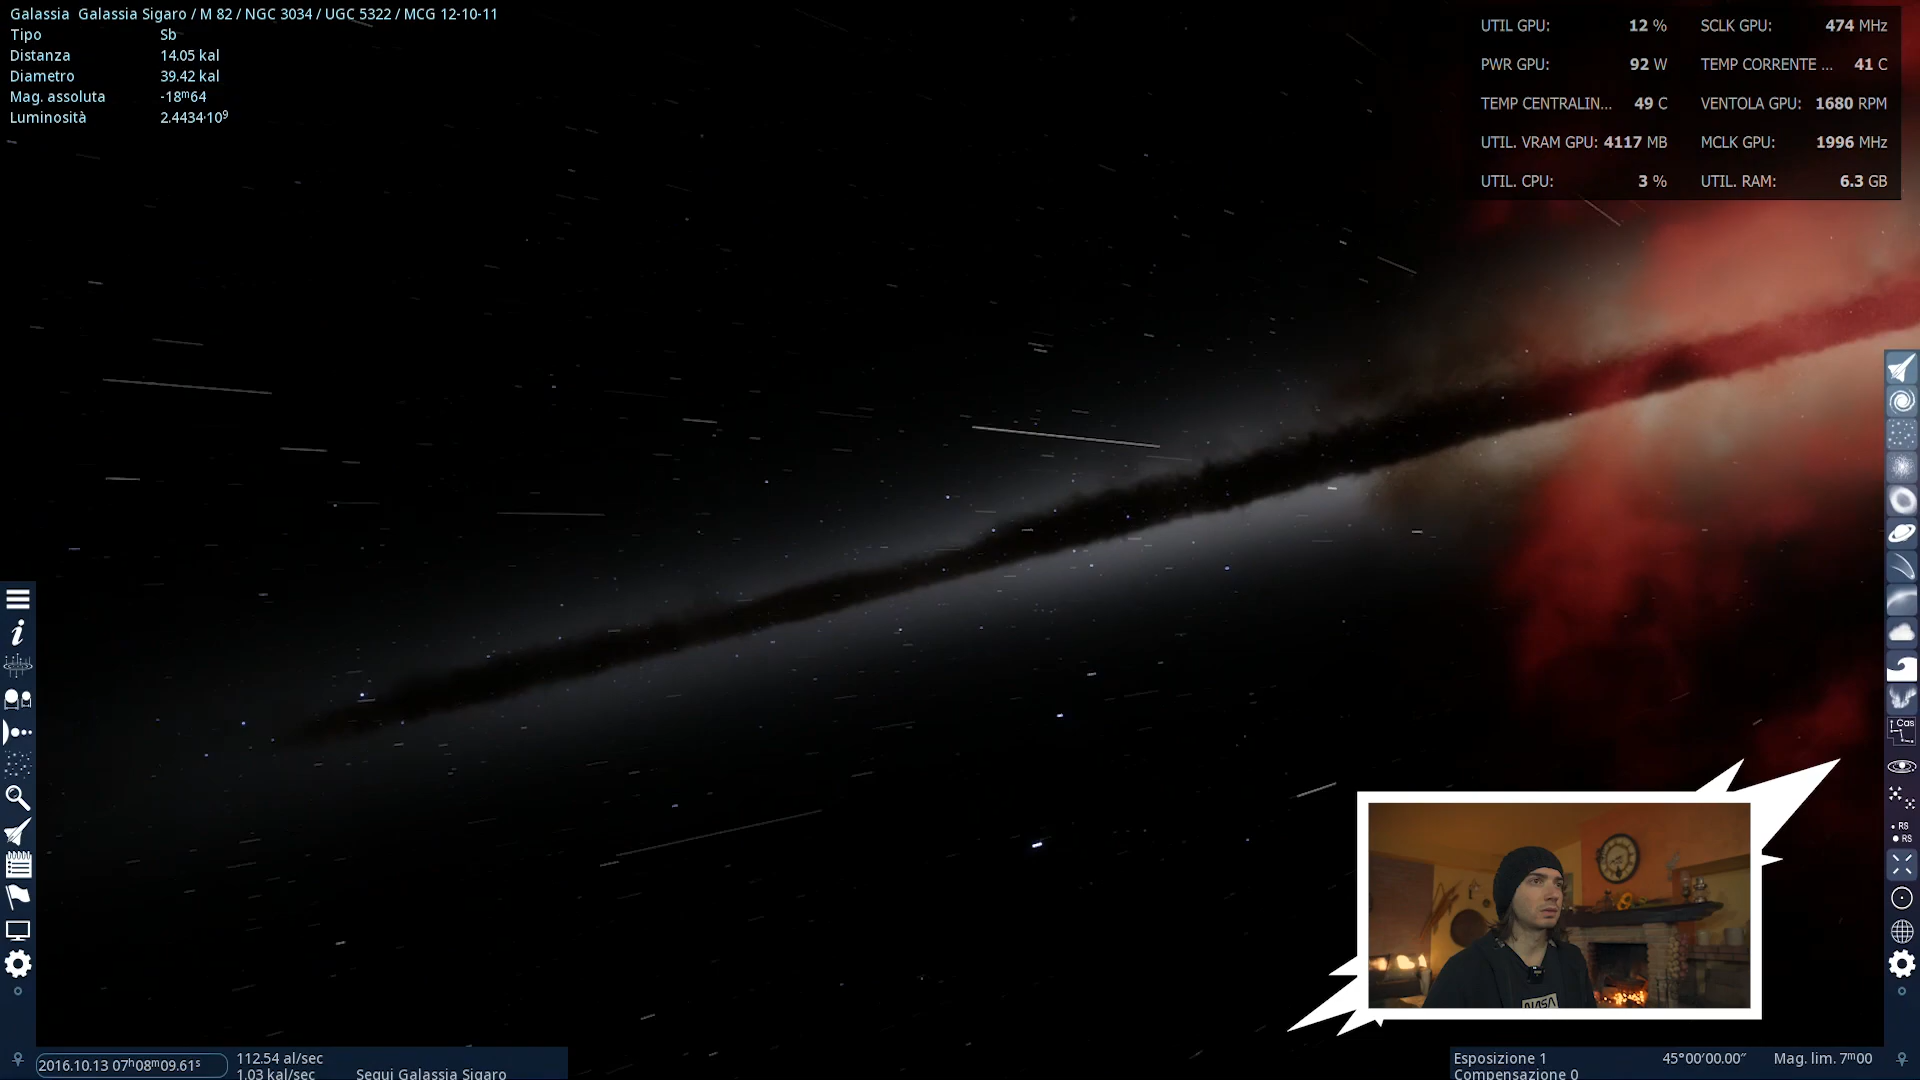 Galassia Galassia Sigaro / M 82 / NGC 3034 / UGC 5322 / MCG 12-10-11
Tipo Sb
Distanza 14.05 kal
Diametro 39.42 kal
Mag. assoluta -18ᵐ64
Luminosità 2.4434·10⁹
UTIL GPU: 12 % SCLK GPU: 474 MHz
PWR GPU: 92 W TEMP CORRENTE ... 41 C
TEMP CENTRALIN... 49 C VENTOLA GPU: 1680 RPM
UTIL. VRAM GPU: 4117 MB MCLK GPU: 1996 MHz
UTIL. CPU: 3 % UTIL. RAM: 6.3 GB
Cas
RS
RS
NASA
2016.10.13 07ʰ08ᵐ09.61ˢ
112.54 al/sec
1.03 kal/sec Segui Galassia Sigaro
Esposizione 1 45°00'00.00" Mag. lim. 7ᵐ00
Compensazione 0